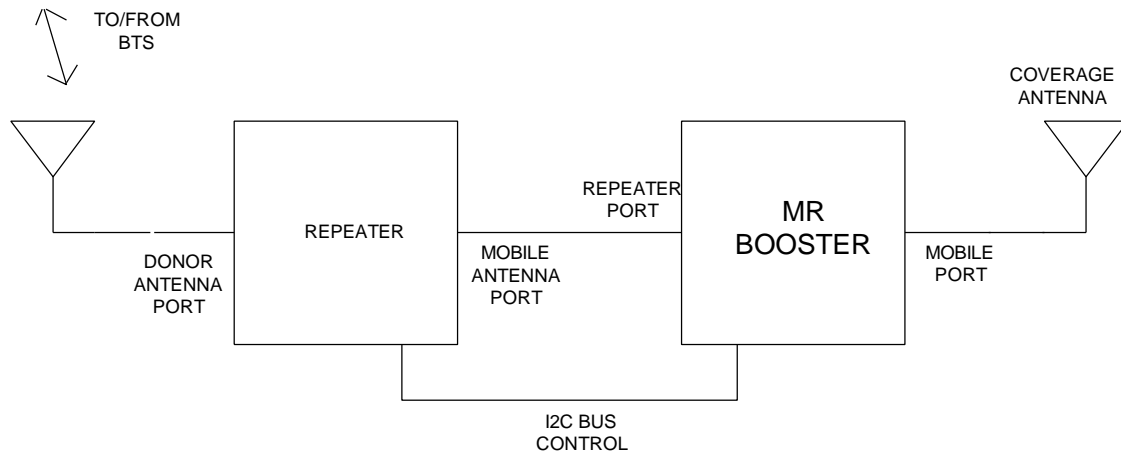 TO/FROM
BTS
COVERAGE
ANTENNA
REPEATER
PORT
MR
BOOSTER
REPEATER
DONOR
ANTENNA
PORT
MOBILE
ANTENNA
PORT
MOBILE
PORT
I2C BUS
CONTROL